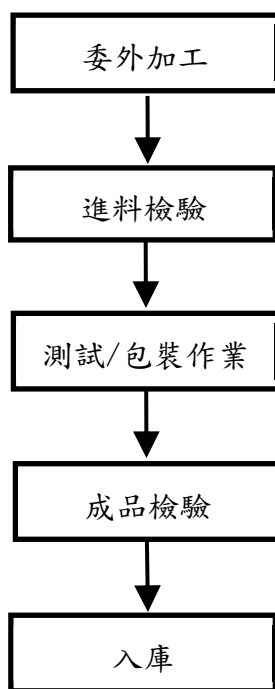 委外加工
進料檢驗
測試/包裝作業
成品檢驗
入庫